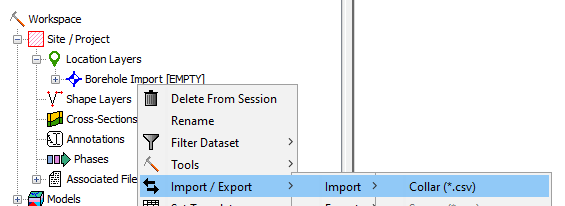 Workspace
Site / Project
Location Layers
Borehole Import [EMPTY]
Shape Layers
Cross-Sections
Annotations
Phases
Associated File
Models
Delete From Session
Rename
Filter Dataset
Tools
Import / Export
Import
Collar (*.csv)